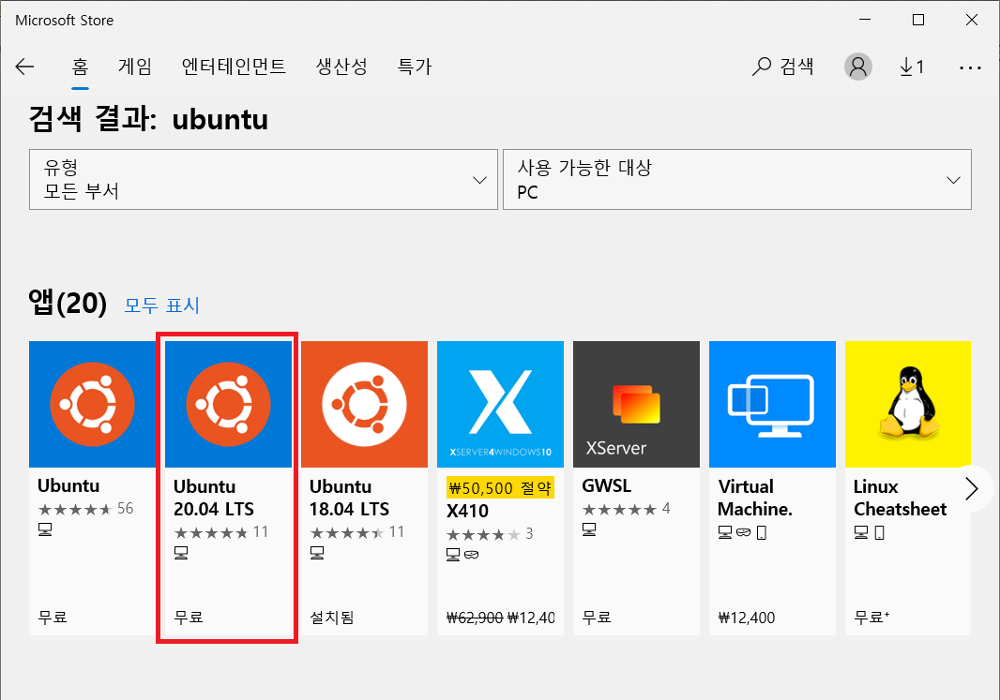 Microsoft Store
홈 게임 엔터테인먼트 생산성 특가 검색 1
검색 결과: ubuntu
유형
모든 부서
사용 가능한 대상
PC
앱(20) 모두 표시
Ubuntu
56
무료
Ubuntu
20.04 LTS
11
무료
Ubuntu
18.04 LTS
11
설치됨
XSERVER4WINDOWS10
₩50,500 절약
X410
3
₩62,900 ₩12,40
XServer
GWSL
4
무료
Virtual
Machine.
₩12,400
Linux
Cheatsheet
무료+